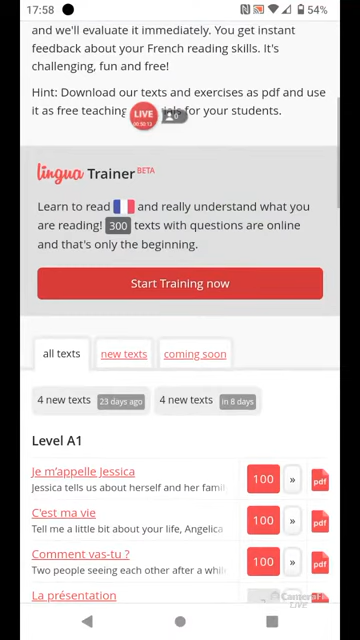 17:58
54%
and we'll evaluate it immediately. You get instant
feedback about your French reading skills. It's
challenging, fun and free!
Hint: Download our texts and exercises as pdf and use
it as free teaching for your students.
LIVE
0
lingua Trainer BETA
Learn to read and really understand what you
are reading! 300 texts with questions are online
and that's only the beginning.
Start Training now
all texts new texts coming soon
4 new texts 23 days ago 4 new texts in 8 days
Level A1
Je m'appelle Jessica 100 » pdf
Jessica tells us about herself and her fami
C'est ma vie 100 » pdf
Tell me a little bit about your life, Angelica
Comment vas-tu ? 100 » pdf
Two people seeing each other after a whil
La présentation
CameraFi
LIVE